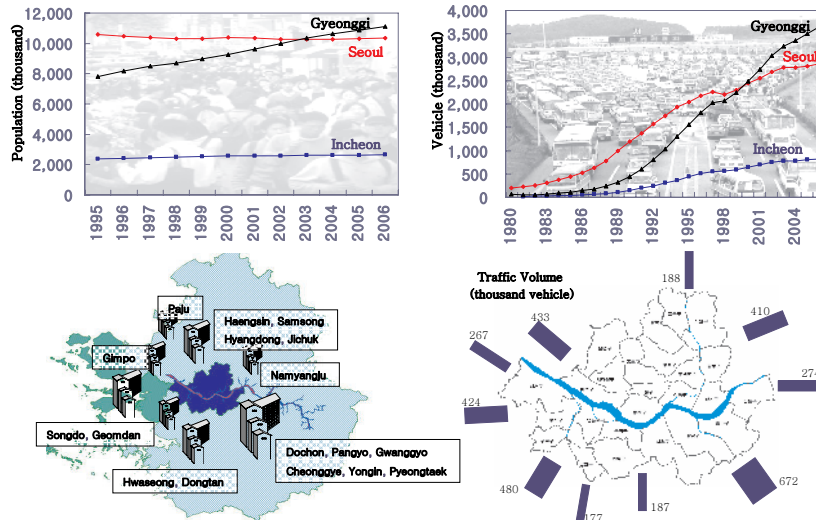 Population (thousand)
12,000
10,000
8,000
6,000
4,000
2,000
0
Gyeonggi
Seoul
Incheon
1995
1996
1997
1998
1999
2000
2001
2002
2003
2004
2005
2006
Vehicle (thousand)
4,000
3,500
3,000
2,500
2,000
1,500
1,000
500
0
Gyeonggi
Seoul
Incheon
1980
1983
1986
1989
1992
1995
1998
2001
2004
Paju
Haengsin, Samsong
Hyangdong, Jichuk
Gimpo
Namyangju
Songdo, Geomdan
Dochon, Pangyo, Gwanggyo
Cheonggye, Yongin, Pyeongtaek
Hwaseong, Dongtan
Traffic Volume
(thousand vehicle)
188
433
410
267
274
424
480
177
187
672